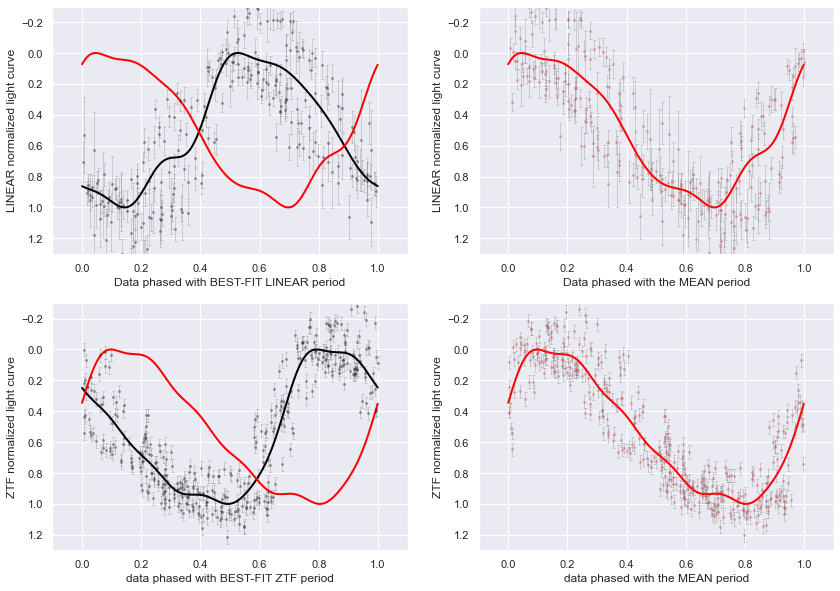 LINEAR normalized light curve
−0.2
0.0
0.2
0.4
0.6
0.8
1.0
1.2
0.0 0.2 0.4 0.6 0.8 1.0
Data phased with BEST-FIT LINEAR period
LINEAR normalized light curve
−0.2
0.0
0.2
0.4
0.6
0.8
1.0
1.2
0.0 0.2 0.4 0.6 0.8 1.0
Data phased with the MEAN period
ZTF normalized light curve
−0.2
0.0
0.2
0.4
0.6
0.8
1.0
1.2
0.0 0.2 0.4 0.6 0.8 1.0
data phased with BEST-FIT ZTF period
ZTF normalized light curve
−0.2
0.0
0.2
0.4
0.6
0.8
1.0
1.2
0.0 0.2 0.4 0.6 0.8 1.0
data phased with the MEAN period